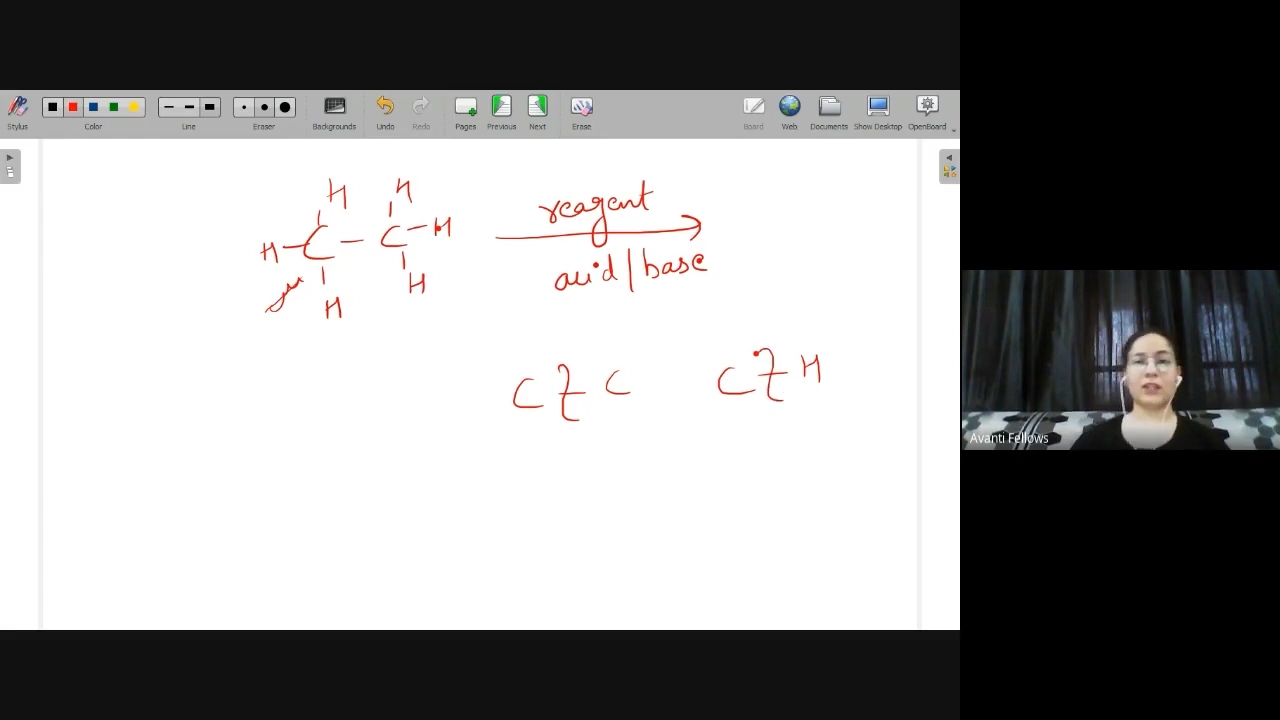 Stylus Color Line Eraser Backgrounds Undo Redo Pages Previous Next Erase Board Web Documents Show Desktop OpenBoard
H H
H C C H
H H
reagent
acid/base
C C C H
Avanti Fellows